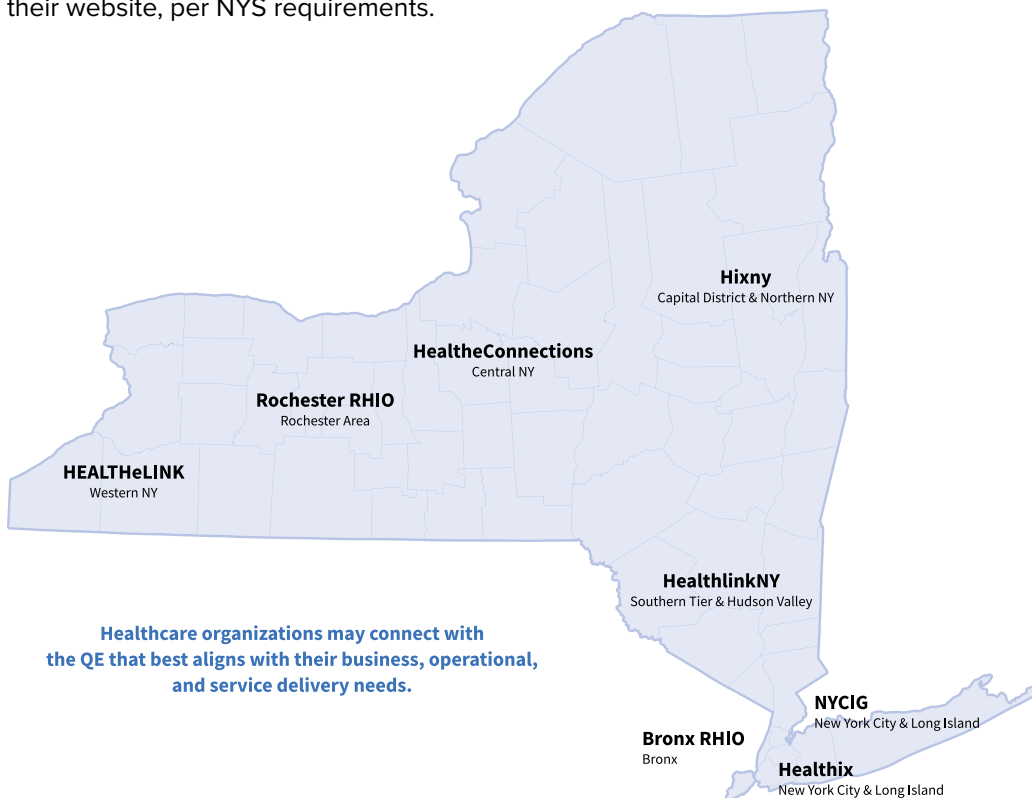 their website, per NYS requirements.
Hixny
Capital District & Northern NY
HealtheConnections
Central NY
Rochester RHIO
Rochester Area
HEALTHeLINK
Western NY
HealthlinkNY
Southern Tier & Hudson Valley
Healthcare organizations may connect with
the QE that best aligns with their business, operational,
and service delivery needs.
NYCIG
New York City & Long Island
Bronx RHIO
Bronx
Healthix
New York City & Long Island